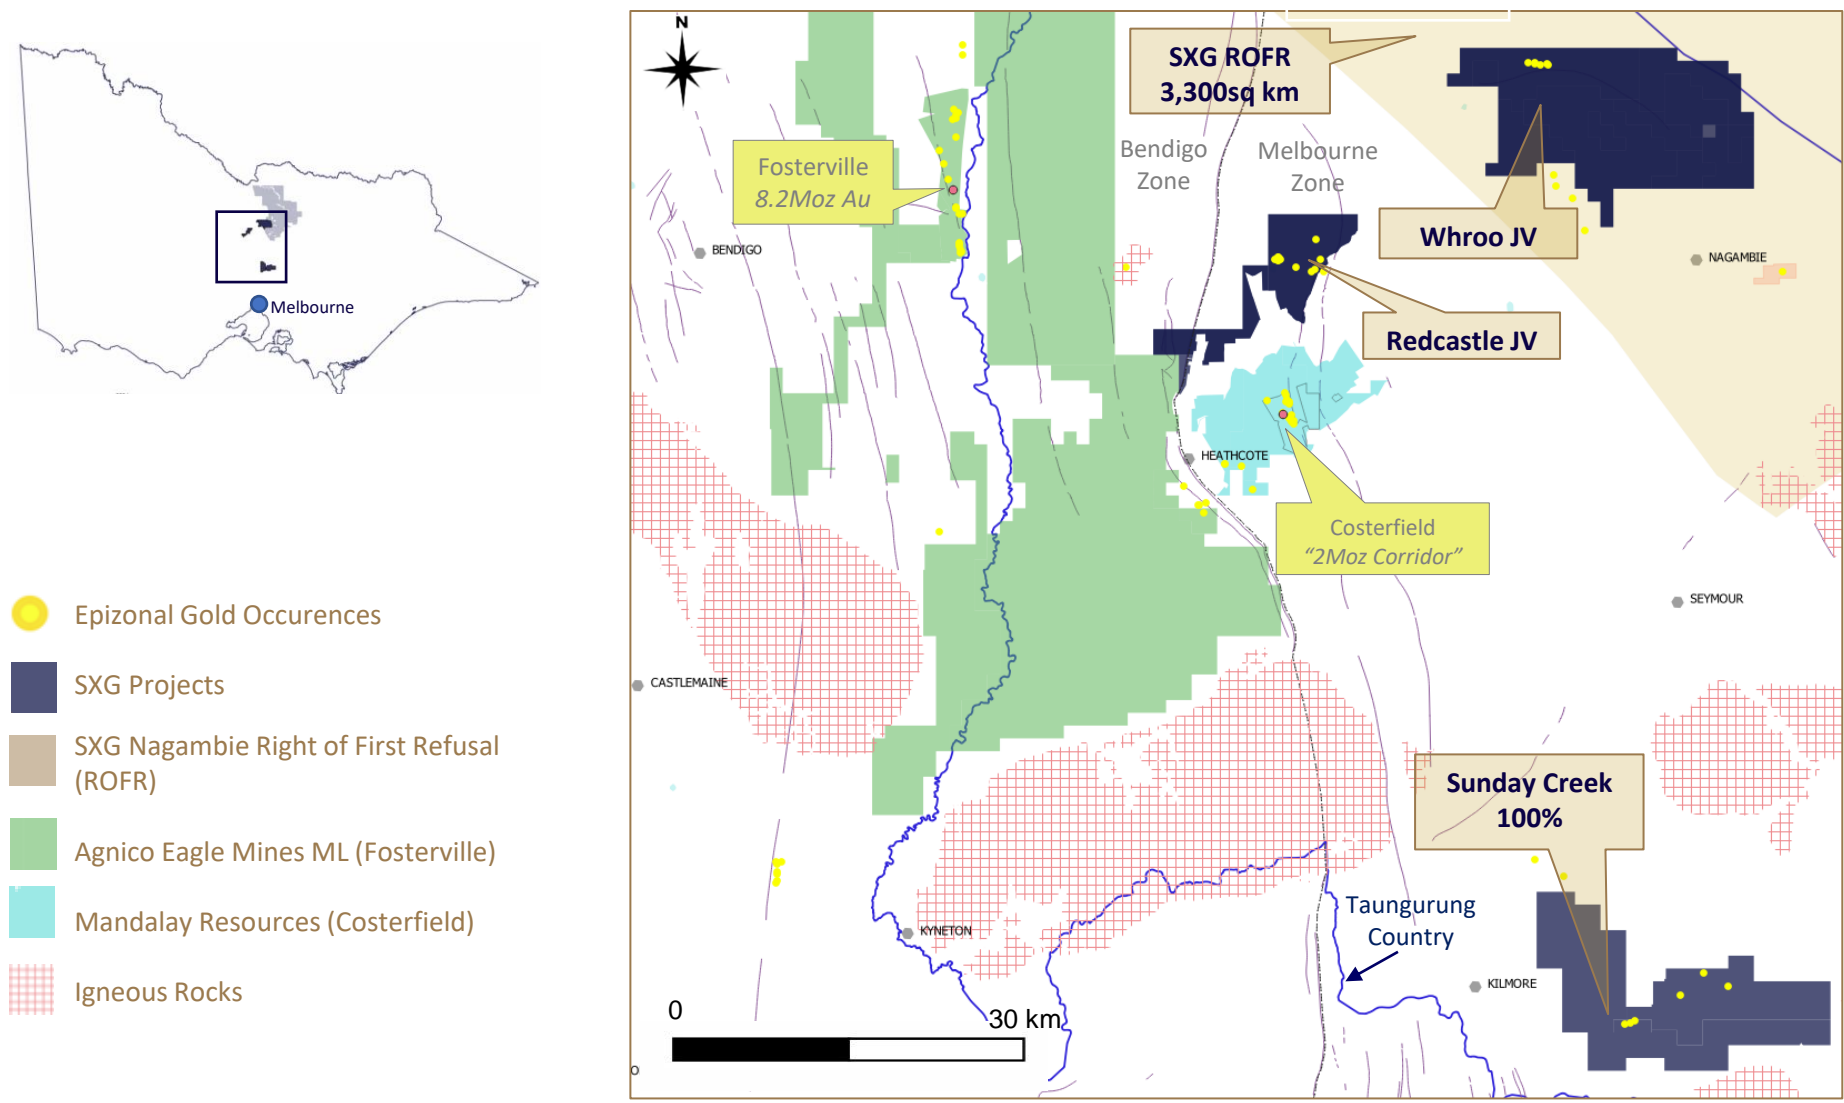 Melbourne
Epizonal Gold Occurences
SXG Projects
SXG Nagambie Right of First Refusal
(ROFR)
Agnico Eagle Mines ML (Fosterville)
Mandalay Resources (Costerfield)
Igneous Rocks
N
SXG ROFR
3,300sq km
Bendigo
Zone
Melbourne
Zone
Fosterville
8.2Moz Au
BENDIGO
Whroo JV
NAGAMBIE
Redcastle JV
HEATHCOTE
Costerfield
“2Moz Corridor”
SEYMOUR
CASTLEMAINE
Sunday Creek
100%
Taungurung
Country
KYNETON
KILMORE
0
30 km
o